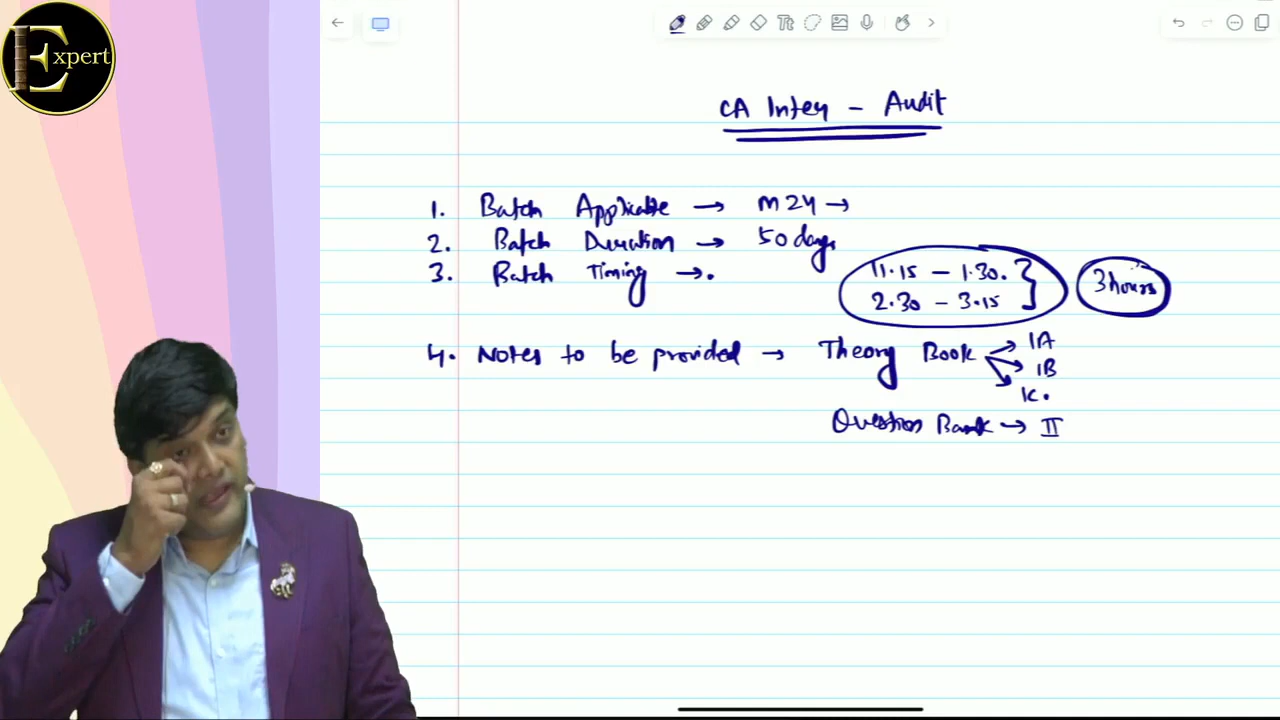 Expert
CA Inter - Audit
1. Batch Applicable → M24 →
2. Batch Duration → 50 days
3. Batch Timing →. 11.15 - 1.30.
2.30 - 3.15
3 hours
4. Notes to be provided → Theory Book → 1A
→ 1B
→ 1C.
Question Bank → II